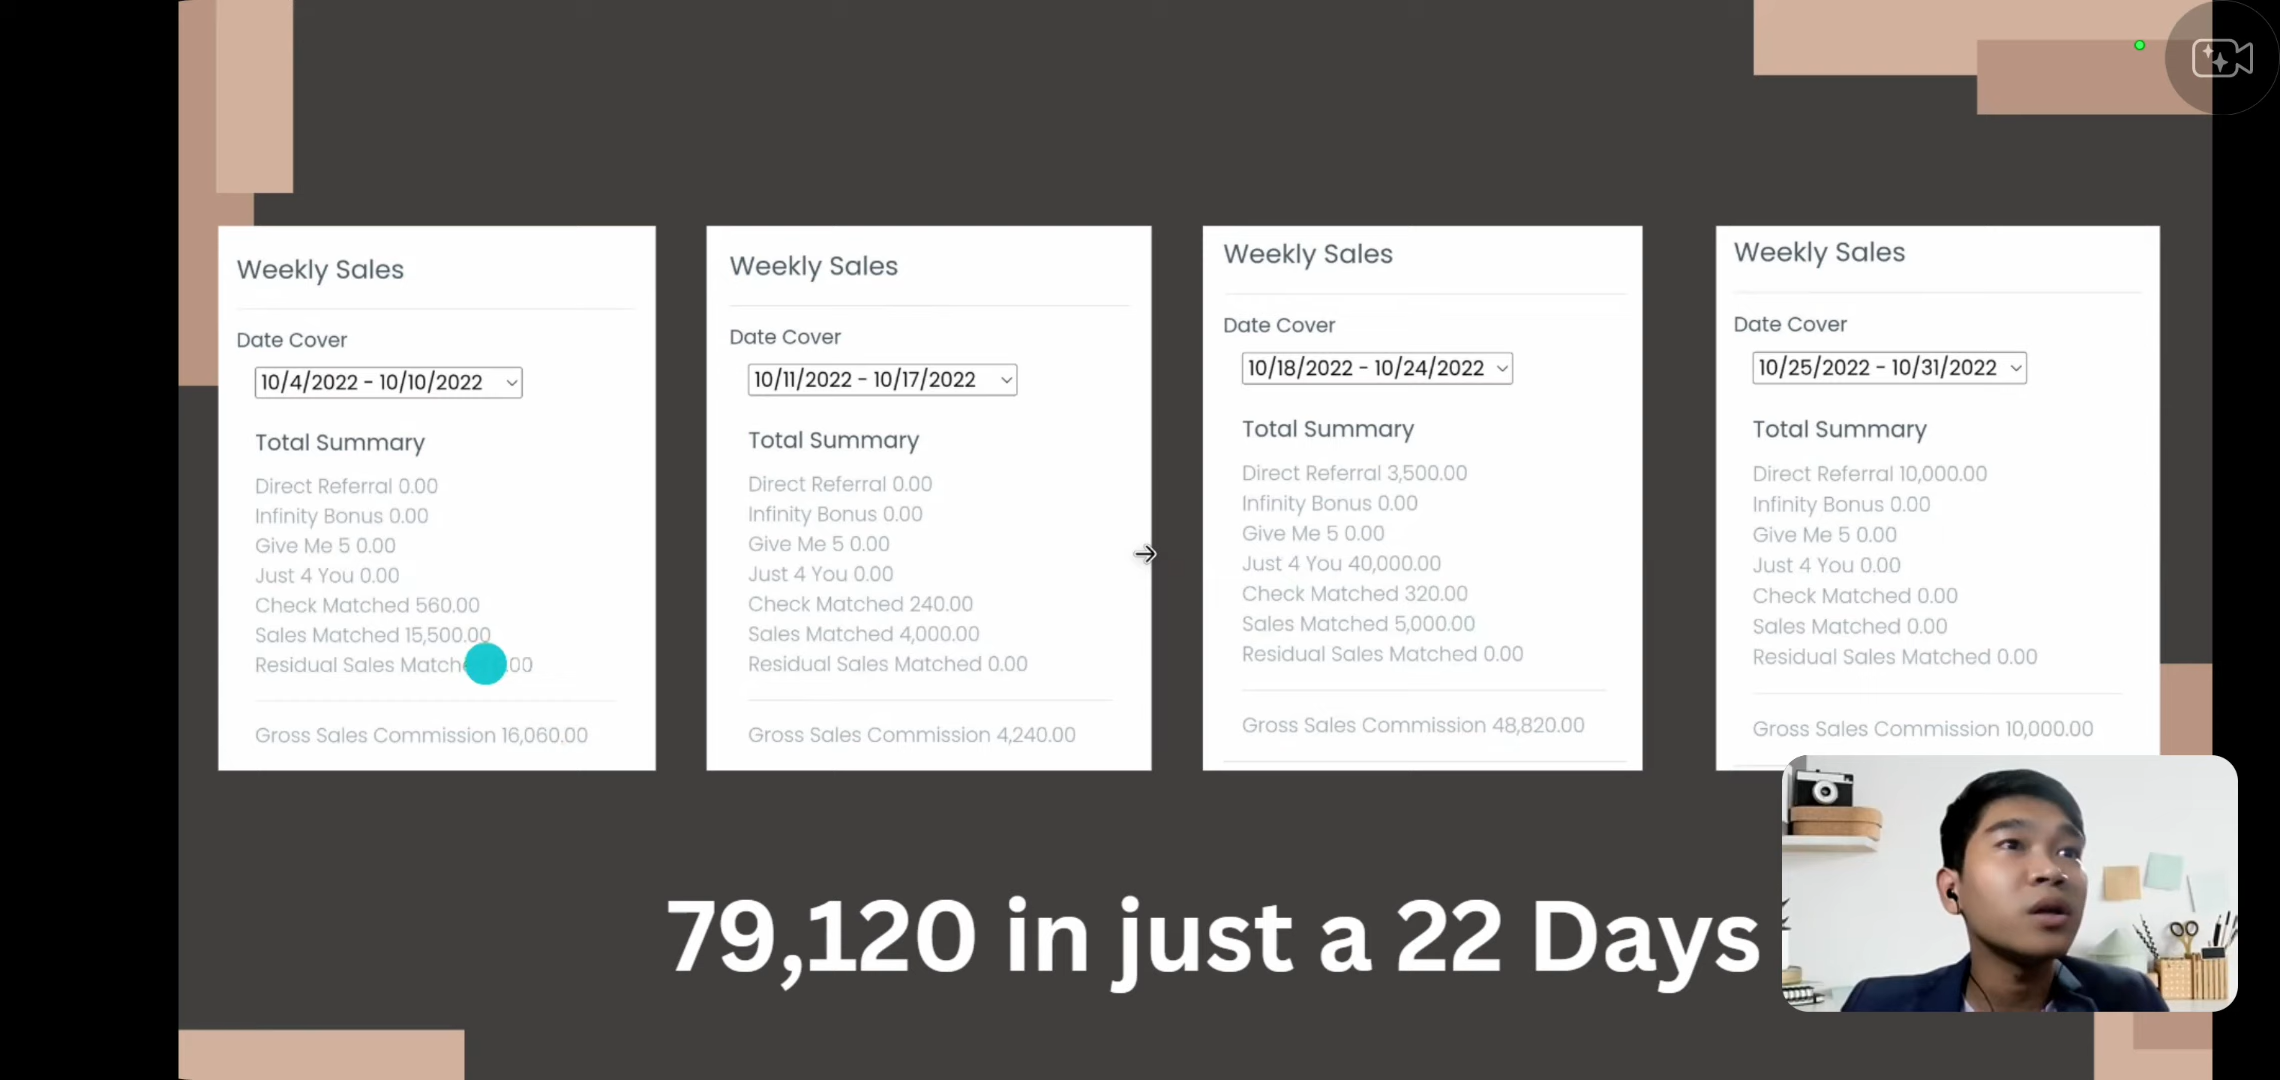 Weekly Sales
Date Cover
10/4/2022 - 10/10/2022
Total Summary
Direct Referral 0.00
Infinity Bonus 0.00
Give Me 5 0.00
Just 4 You 0.00
Check Matched 560.00
Sales Matched 15,500.00
Residual Sales
Gross Sales Commission 16,060.00
Weekly Sales
Date Cover
10/11/2022 - 10/17/2022
Total Summary
Direct Referral 0.00
Infinity Bonus 0.00
Give Me 5 0.00
Just 4 You 0.00
Check Matched 240.00
Sales Matched 4,000.00
Residual Sales Matched 0.00
Gross Sales Commission 4,240.00
Weekly Sales
Date Cover
10/18/2022 - 10/24/2022
Total Summary
Direct Referral 3,500.00
Infinity Bonus 0.00
Give Me 5 0.00
Just 4 You 40,000.00
Check Matched 320.00
Sales Matched 5,000.00
Residual Sales Matched 0.00
Gross Sales Commission 48,820.00
Weekly Sales
Date Cover
10/25/2022 - 10/31/2022
Total Summary
Direct Referral 10,000.00
Infinity Bonus 0.00
Give Me 5 0.00
Just 4 You 0.00
Check Matched 0.00
Sales Matched 0.00
Residual Sales Matched 0.00
Gross Sales Commission 10,000.00
79,120 in just a 22 Days